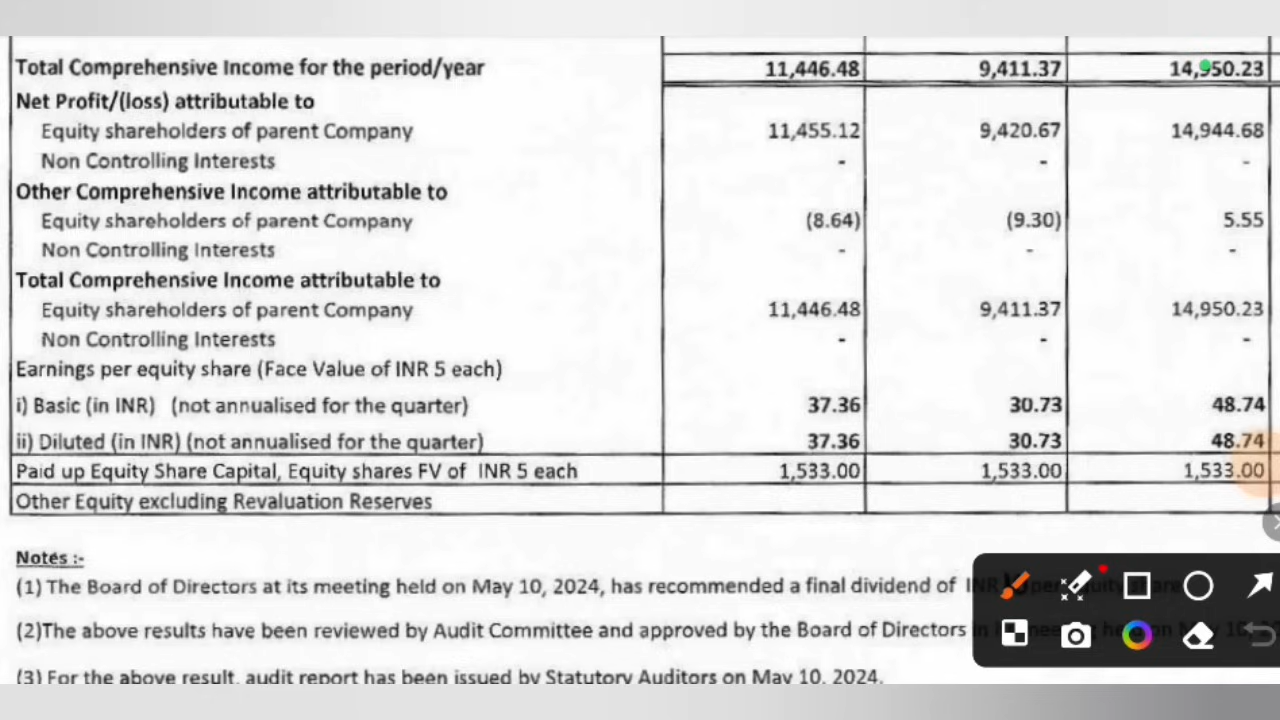 Total Comprehensive Income for the period/year 11,446.48 9,411.37 14,950.23
Net Profit/(loss) attributable to
Equity shareholders of parent Company 11,455.12 9,420.67 14,944.68
Non Controlling Interests - - -
Other Comprehensive Income attributable to
Equity shareholders of parent Company (8.64) (9.30) 5.55
Non Controlling Interests - - -
Total Comprehensive Income attributable to
Equity shareholders of parent Company 11,446.48 9,411.37 14,950.23
Non Controlling Interests - - -
Earnings per equity share (Face Value of INR 5 each)
i) Basic (in INR) (not annualised for the quarter) 37.36 30.73 48.74
ii) Diluted (in INR) (not annualised for the quarter) 37.36 30.73 48.74
Paid up Equity Share Capital, Equity shares FV of INR 5 each 1,533.00 1,533.00 1,533.00
Other Equity excluding Revaluation Reserves
Notes :-
(1) The Board of Directors at its meeting held on May 10, 2024, has recommended a final dividend of INR per equity share
(2)The above results have been reviewed by Audit Committee and approved by the Board of Directors in meeting held on May
(3) For the above result, audit report has been issued by Statutory Auditors on May 10, 2024.